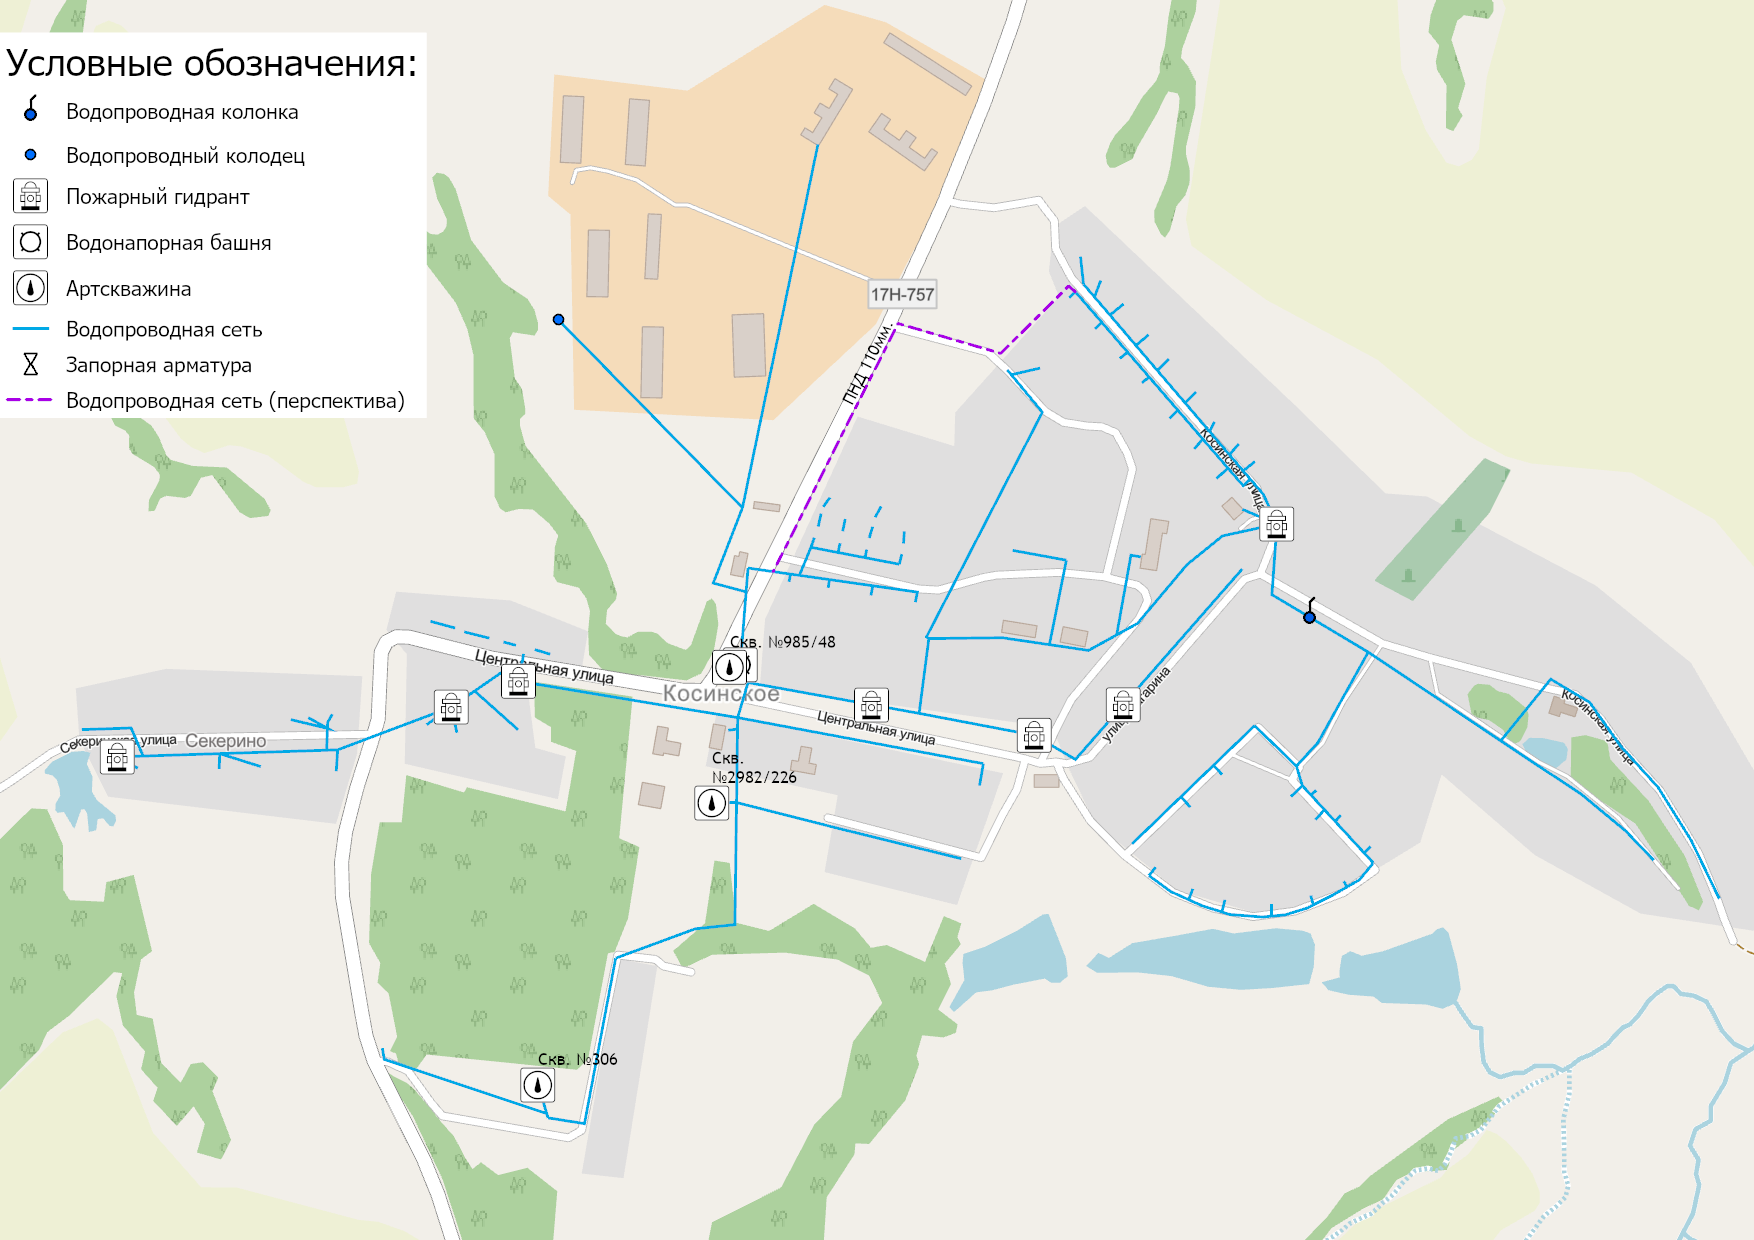 Условные обозначения:
Водопроводная колонка
Водопроводный колодец
Пожарный гидрант
Водонапорная башня
Артскважина
Водопроводная сеть
Запорная арматура
Водопроводная сеть (перспектива)
17Н-757
ПНД 110мм.
Косинская улица
Скв. №985/48
Центральная улица
Косинское
Центральная улица
Секеринская улица
Секерино
Скв.
№2982/226
Косинская улица
Скв. №306